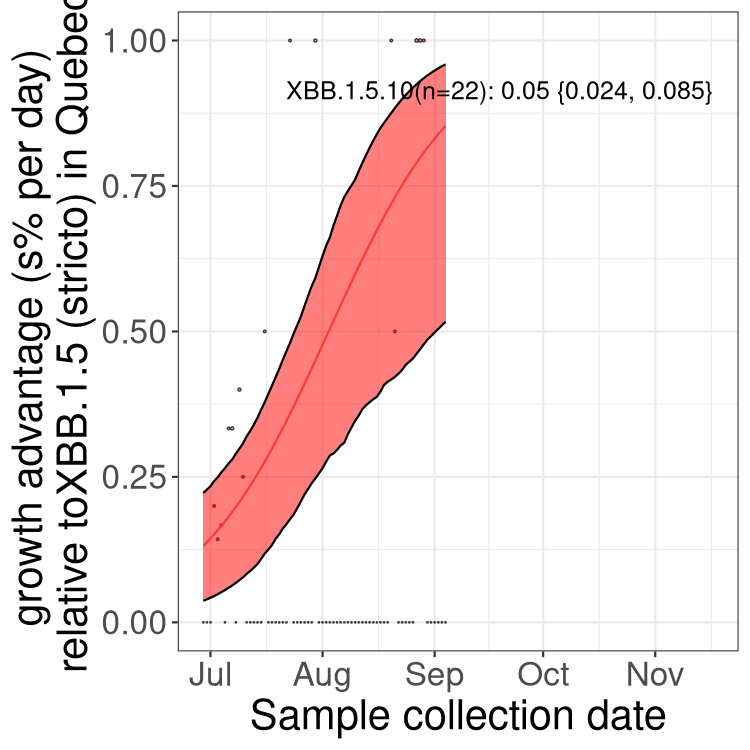 growth advantage (s% per day)
relative toXBB.1.5 (stricto) in Quebec
1.00
XBB.1.5.10(n=22): 0.05 {0.024, 0.085}
0.75
0.50
0.25
0.00
Jul Aug Sep Oct Nov
Sample collection date